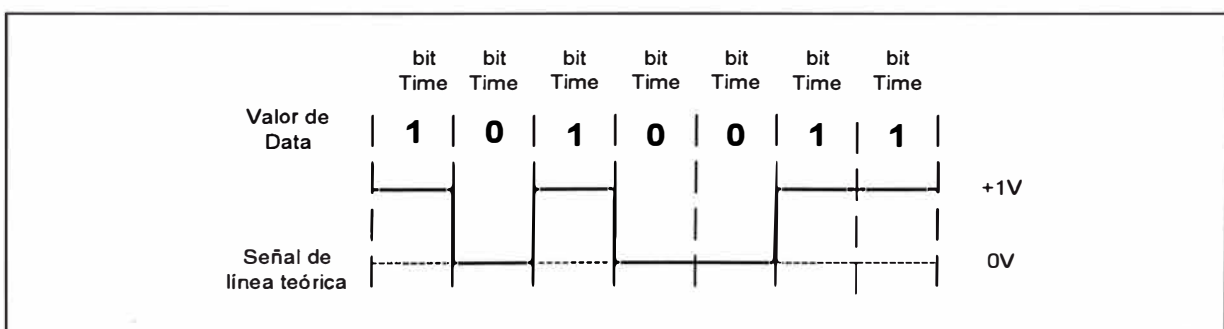 bit bit bit bit bit bit bit
Time Time Time Time Time Time Time
Valor de
Data
1 0 1 0 0 1 1
+1V
Señal de
línea teórica
0V